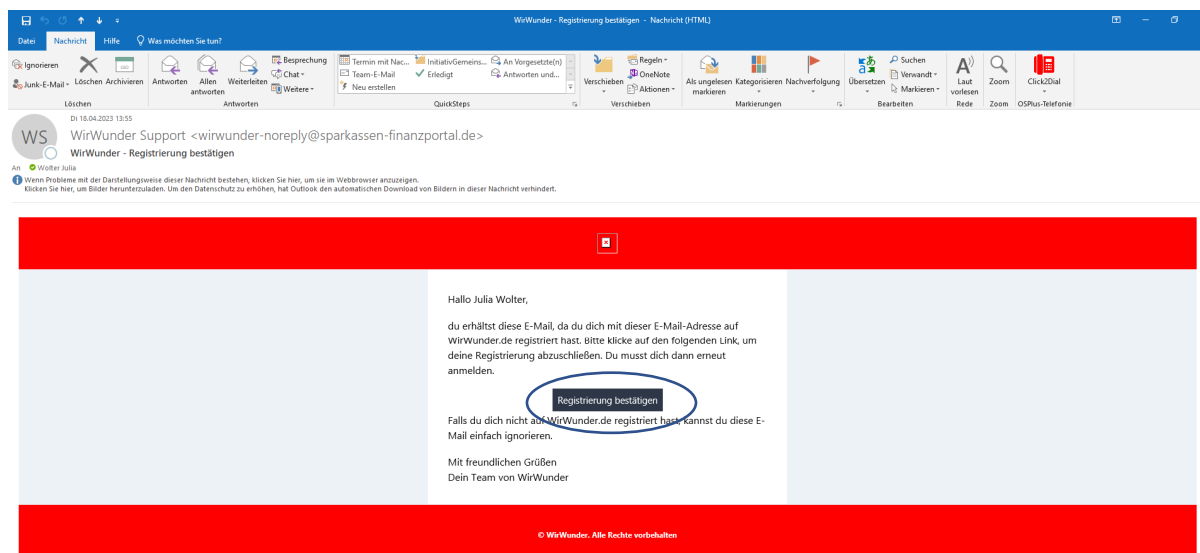 WirWunder - Registrierung bestätigen - Nachricht (HTML)
Datei Nachricht Hilfe Was möchten Sie tun?
Ignorieren
Junk-E-Mail
Löschen Archivieren
Löschen
Antworten Allen antworten Weiterleiten
Besprechung
Chat
Weitere
Antworten
Termin mit Nac...
Team-E-Mail
Neu erstellen
InitiativGemeins...
Erledigt
An Vorgesetzte(n)
Antworten und...
QuickSteps
Verschieben
Regeln
OneNote
Aktionen
Verschieben
Als ungelesen markieren
Kategorisieren Nachverfolgung
Markierungen
Übersetzen
Suchen
Verwandt
Markieren
Bearbeiten
Laut vorlesen
Rede
Zoom
Zoom
Click2Dial
OSPlus-Telefonie
WS
Di 18.04.2023 13:55
WirWunder Support <wirwunder-noreply@sparkassen-finanzportal.de>
WirWunder - Registrierung bestätigen
An Wolter Julia
Wenn Probleme mit der Darstellungsweise dieser Nachricht bestehen, klicken Sie hier, um sie im Webbrowser anzuzeigen.
Klicken Sie hier, um Bilder herunterzuladen. Um den Datenschutz zu erhöhen, hat Outlook den automatischen Download von Bildern in dieser Nachricht verhindert.
Hallo Julia Wolter,
du erhältst diese E-Mail, da du dich mit dieser E-Mail-Adresse auf
WirWunder.de registriert hast. Bitte klicke auf den folgenden Link, um
deine Registrierung abzuschließen. Du musst dich dann erneut
anmelden.
Registrierung bestätigen
Falls du dich nicht auf WirWunder.de registriert hast, kannst du diese E-
Mail einfach ignorieren.
Mit freundlichen Grüßen
Dein Team von WirWunder
© WirWunder. Alle Rechte vorbehalten